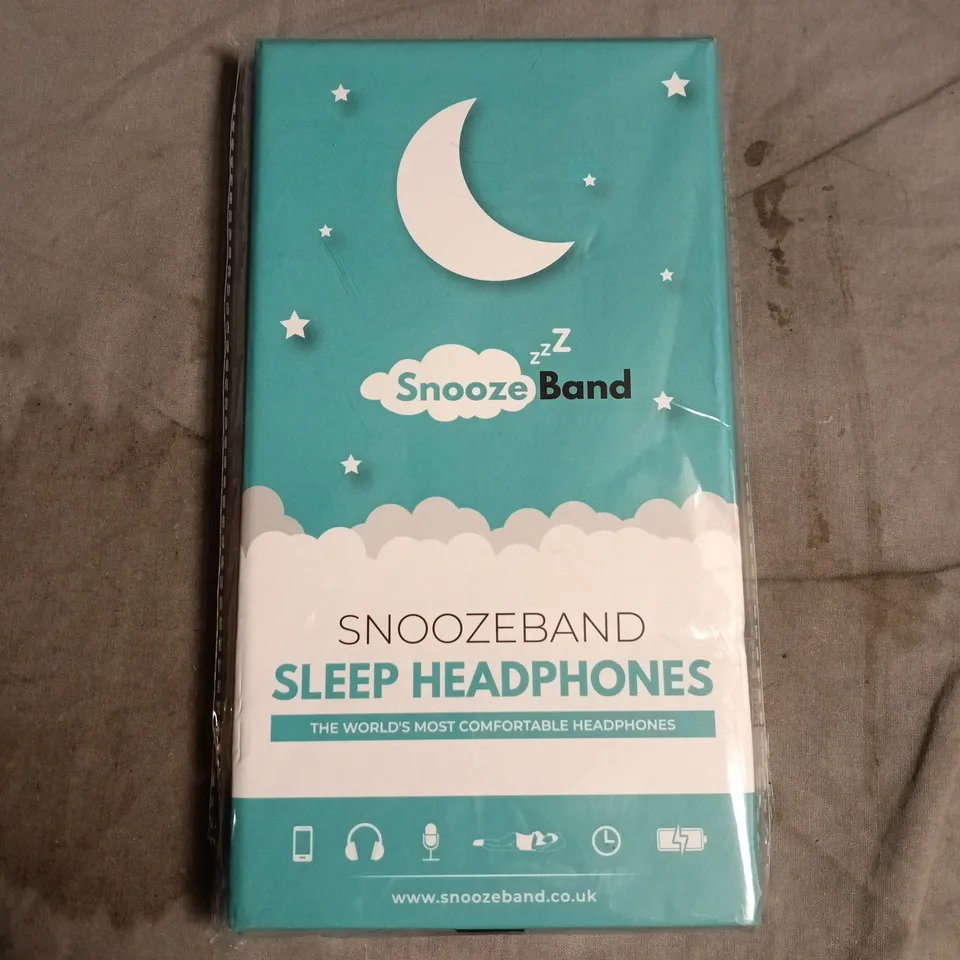 zzZ
Snooze Band
SNOOZEBAND
SLEEP HEADPHONES
THE WORLD'S MOST COMFORTABLE HEADPHONES
www.snoozeband.co.uk